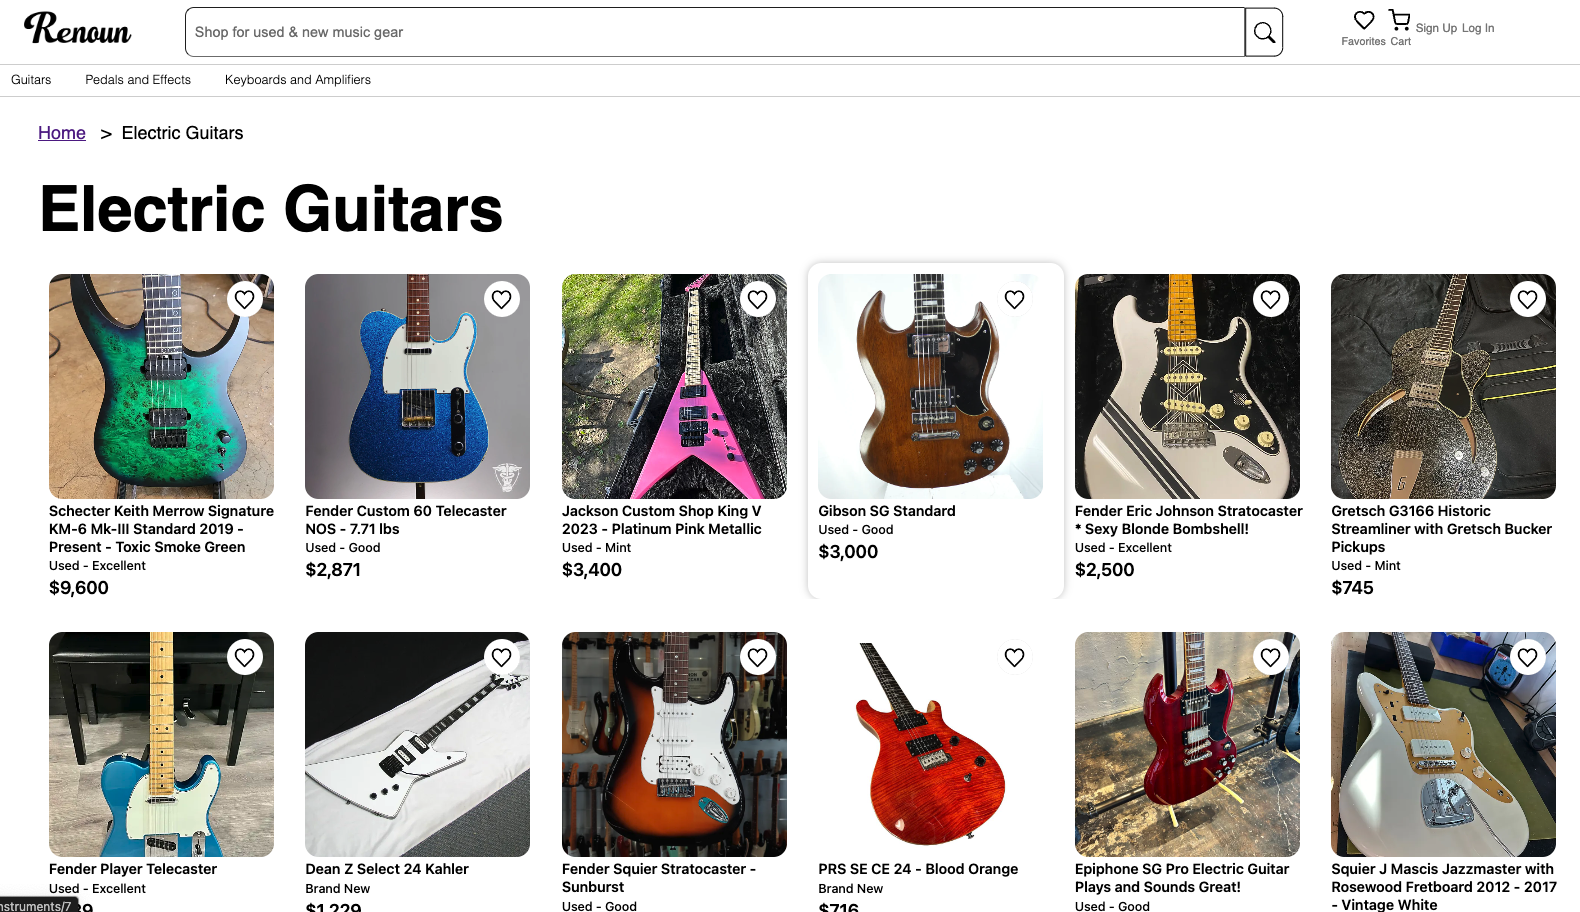 Renoun
Shop for used & new music gear
Favorites
Cart
Sign Up
Log In
Guitars
Pedals and Effects
Keyboards and Amplifiers
Home > Electric Guitars
Electric Guitars
Schecter Keith Merrow Signature
KM-6 Mk-III Standard 2019 -
Present - Toxic Smoke Green
Used - Excellent
$9,600
Fender Custom 60 Telecaster
NOS - 7.71 lbs
Used - Good
$2,871
Jackson Custom Shop King V
2023 - Platinum Pink Metallic
Used - Mint
$3,400
Gibson SG Standard
Used - Good
$3,000
Fender Eric Johnson Stratocaster
* Sexy Blonde Bombshell!
Used - Excellent
$2,500
Gretsch G3166 Historic
Streamliner with Gretsch Bucker
Pickups
Used - Mint
$745
Fender Player Telecaster
Used - Excellent
Dean Z Select 24 Kahler
Brand New
$1,229
Fender Squier Stratocaster -
Sunburst
Used - Good
PRS SE CE 24 - Blood Orange
Brand New
$716
Epiphone SG Pro Electric Guitar
Plays and Sounds Great!
Used - Good
Squier J Mascis Jazzmaster with
Rosewood Fretboard 2012 - 2017
- Vintage White
nstruments/7